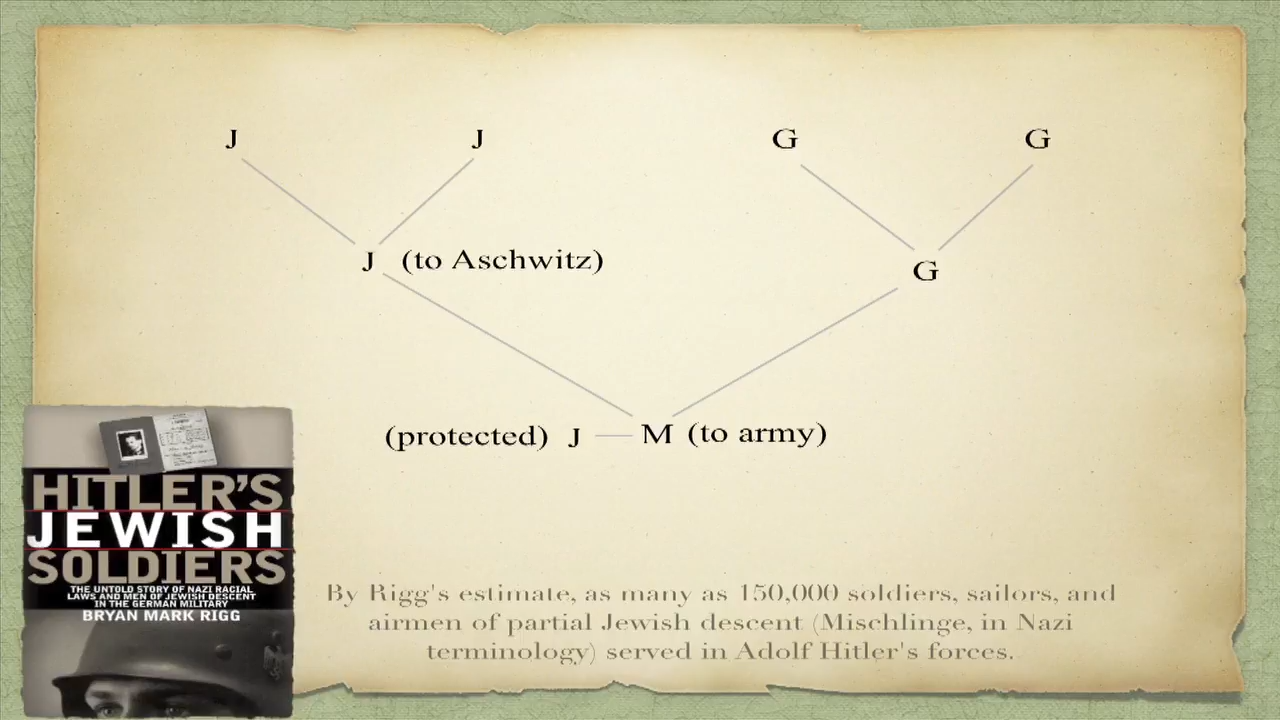 J J G G
J (to Aschwitz)
G
(protected) J M (to army)
HITLER'S
JEWISH
SOLDIERS
THE UNTOLD STORY OF NAZI RACIAL
LAWS AND MEN OF JEWISH DESCENT
IN THE GERMAN MILITARY
BRYAN MARK RIGG
By Rigg's estimate, as many as 150,000 soldiers, sailors, and
airmen of partial Jewish descent (Mischlinge, in Nazi
terminology) served in Adolf Hitler's forces.